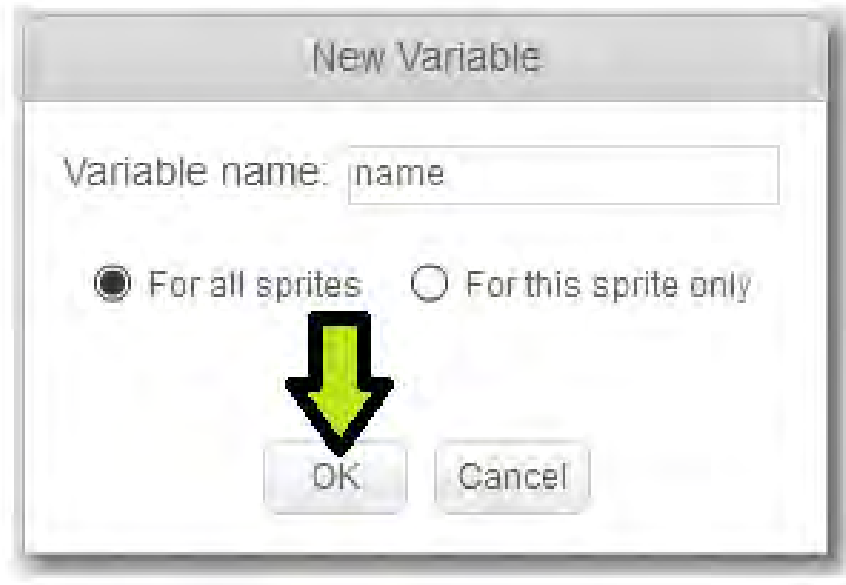 New Variable
Variable name: name
For all sprites For this sprite only
OK Cancel